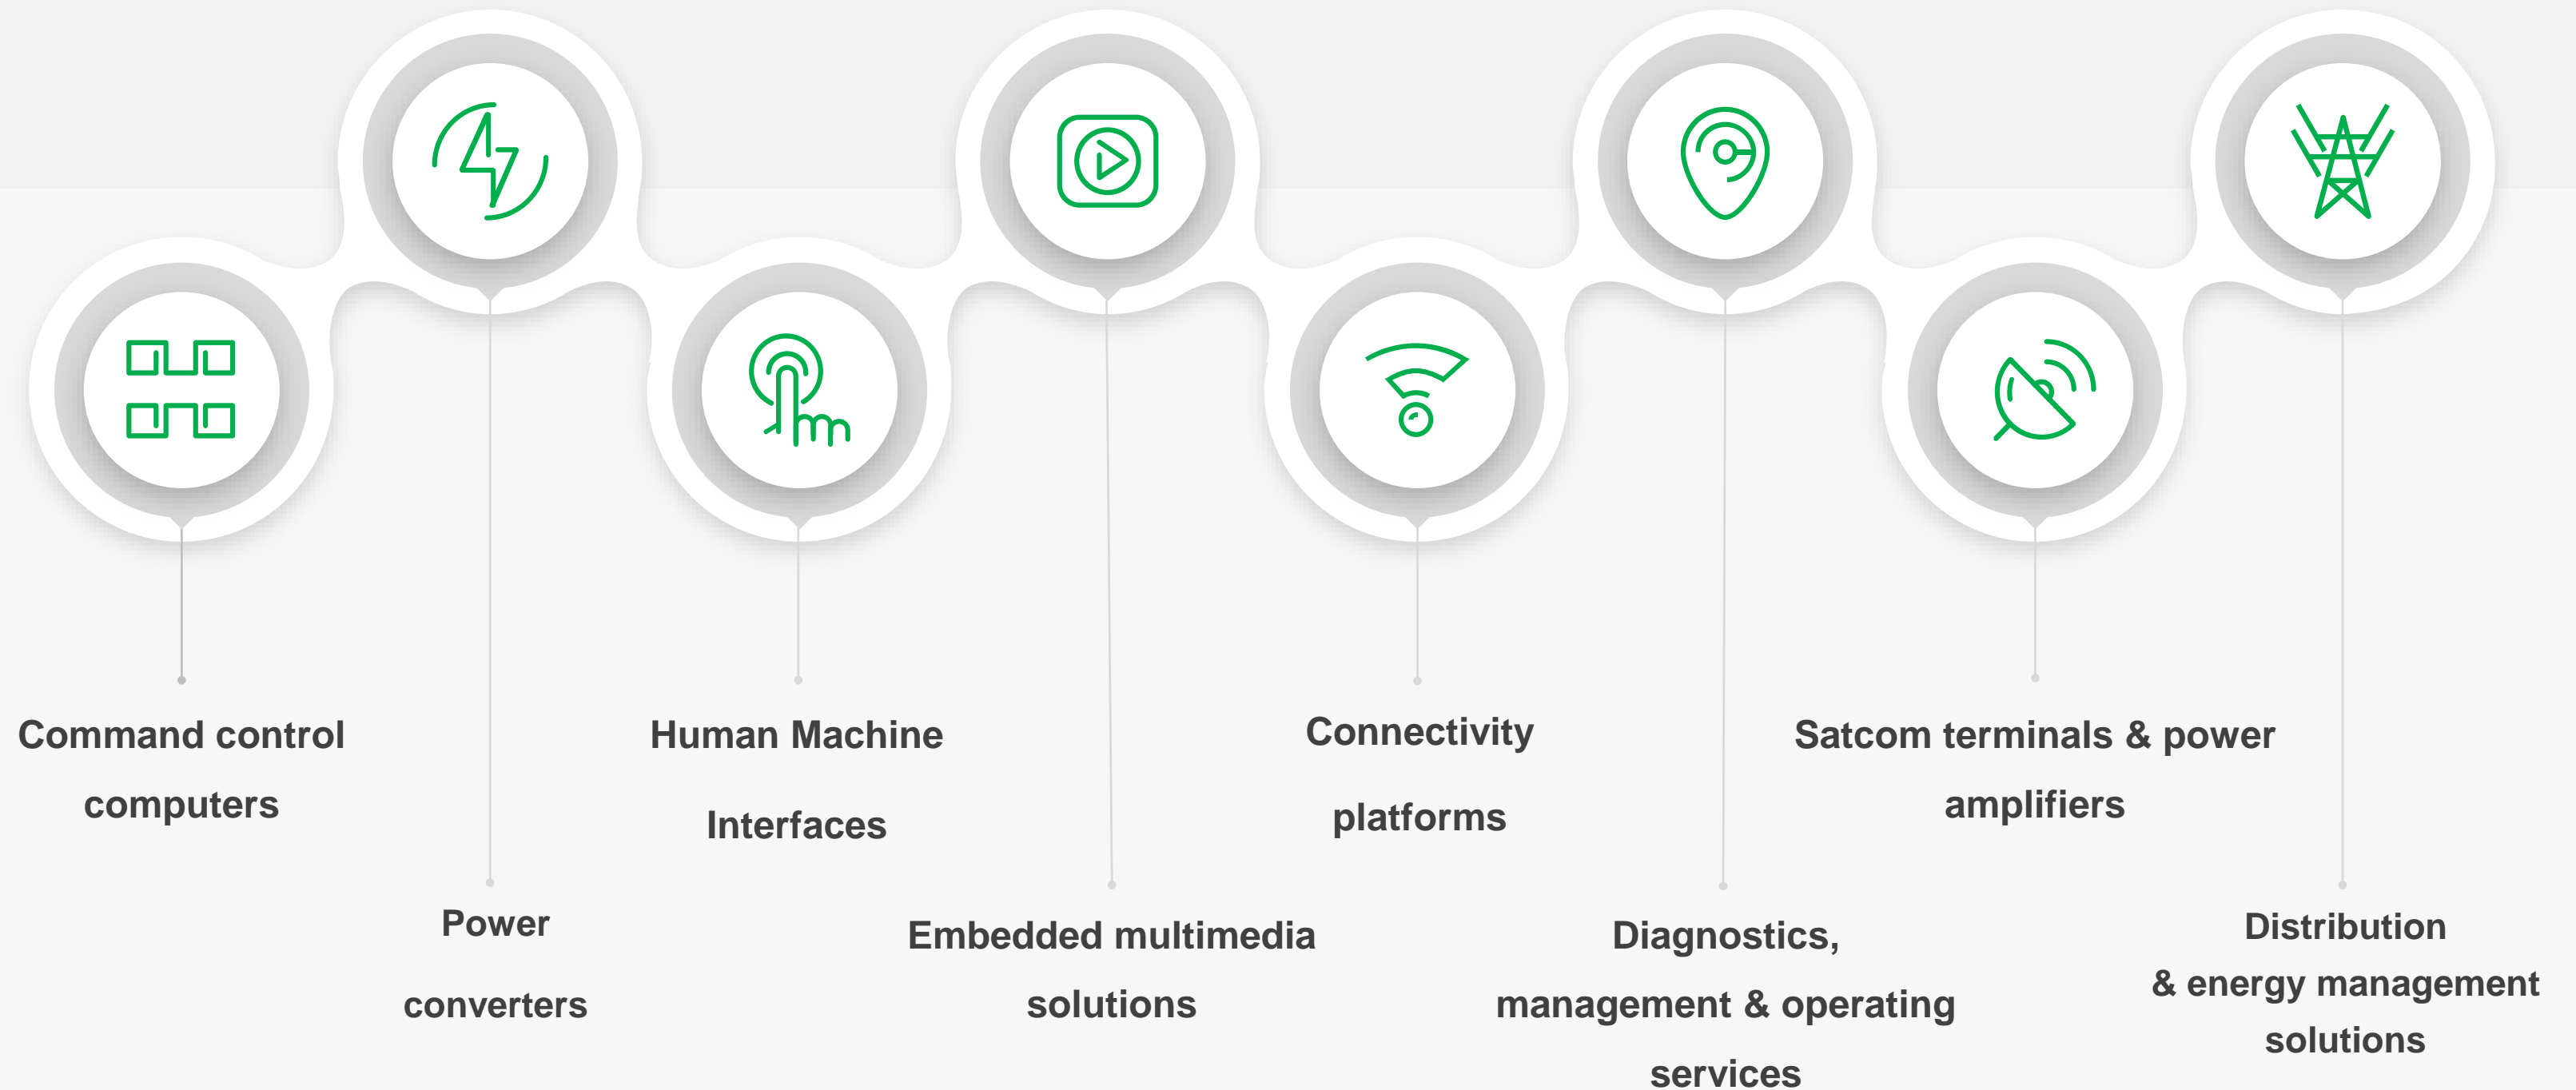 Command control
computers
Power
converters
Human Machine
Interfaces
Embedded multimedia
solutions
Connectivity
platforms
Diagnostics,
management & operating
services
Satcom terminals & power
amplifiers
Distribution
& energy management
solutions